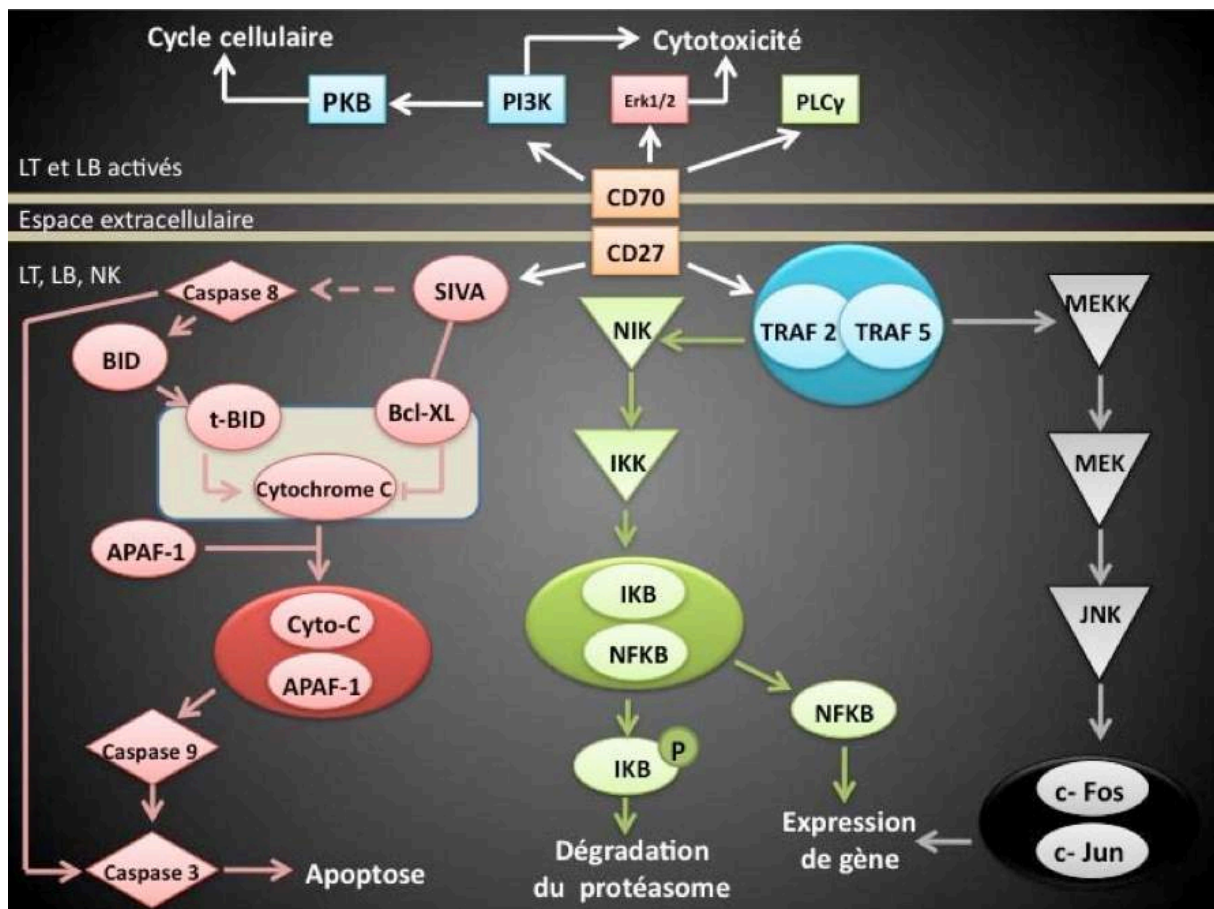 Cycle cellulaire
Cytotoxicité
PKB
PI3K
Erk1/2
PLCγ
LT et LB activés
CD70
Espace extracellulaire
CD27
LT, LB, NK
Caspase 8
SIVA
NIK
TRAF 2
TRAF 5
MEKK
BID
t-BID
Bcl-XL
Cytochrome C
IKK
MEK
APAF-1
IKB
NFKB
Cyto-C
APAF-1
JNK
NFKB
Caspase 9
IKB
P
c- Fos
c- Jun
Expression
de gène
Dégradation
du protéasome
Caspase 3
Apoptose